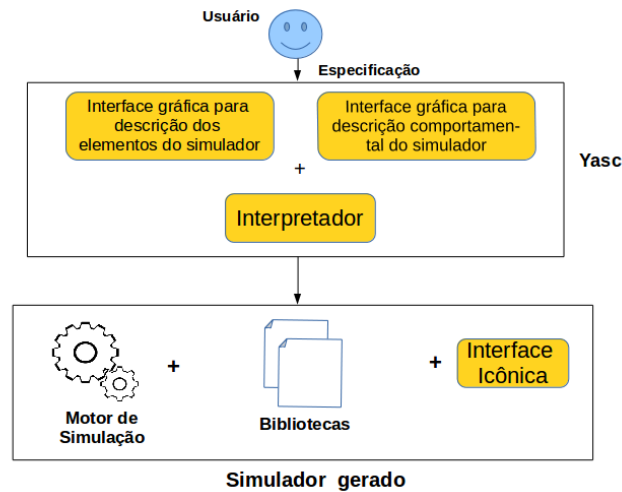 Usuário
Especificação
Interface gráfica para
descrição dos
elementos do simulador
Interface gráfica para
descrição comportamen-
tal do simulador
+
Yasc
Interpretador
+
+
Interface
Icônica
Motor de
Simulação
Bibliotecas
Simulador gerado